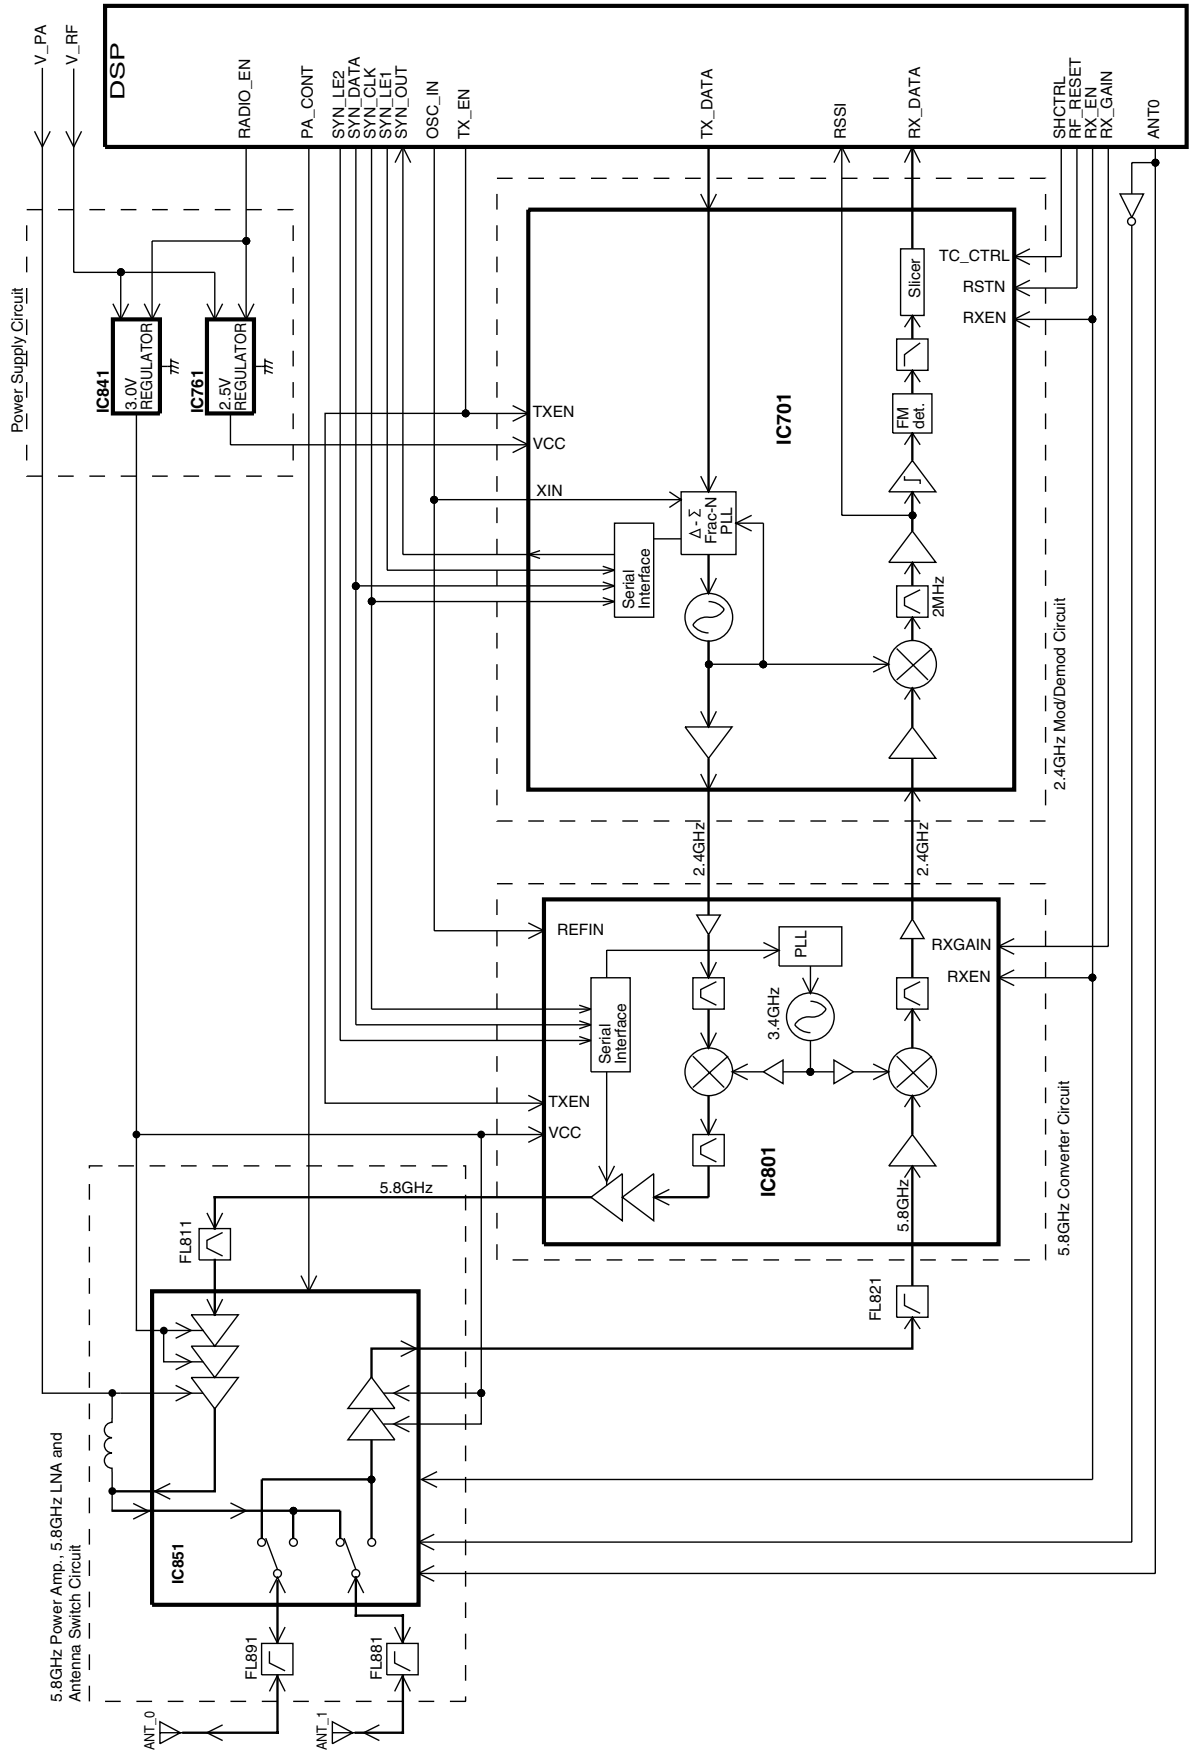 V_PA
V_RF
DSP
RADIO_EN
PA_CONT
SYN_LE2
SYN_DATA
SYN_CLK
SYN_LE1
SYN_OUT
OSC_IN
TX_EN
TX_DATA
RSSI
RX_DATA
SHCTRL
RF_RESET
RX_EN
RX_GAIN
ANT0
Power Supply Circuit
IC841
3.0V
REGULATOR
IC761
2.5V
REGULATOR
TXEN
VCC
XIN
IC701
TC_CTRL
RSTN
RXEN
Slicer
FM
det.
Δ - Σ
Frac-N
PLL
Serial
Interface
2MHz
2.4GHz Mod/Demod Circuit
2.4GHz
2.4GHz
REFIN
PLL
RXGAIN
RXEN
3.4GHz
Serial
Interface
TXEN
VCC
IC801
5.8GHz
5.8GHz Converter Circuit
5.8GHz
FL811
FL821
5.8GHz Power Amp., 5.8GHz LNA and
Antenna Switch Circuit
IC851
FL891
FL881
ANT_0
ANT_1